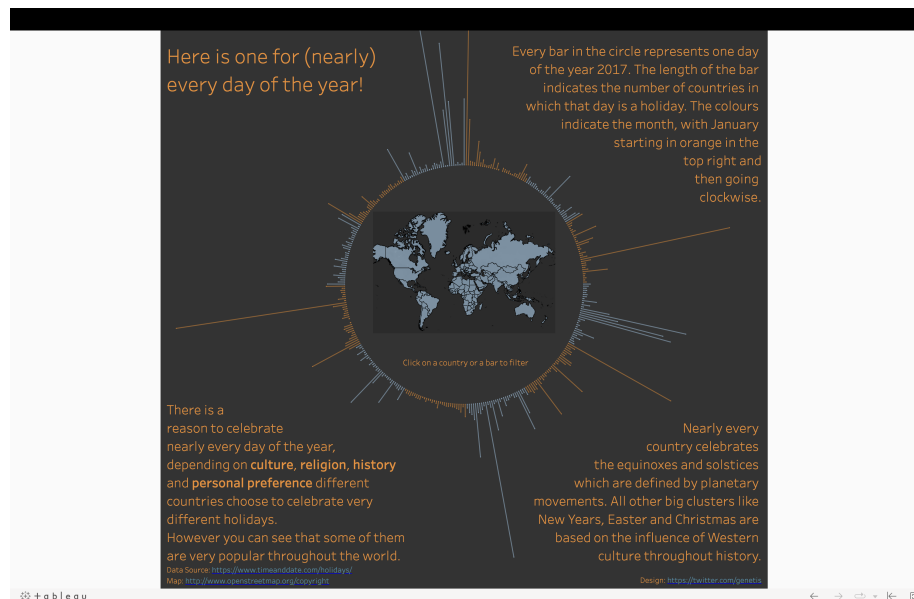 Here is one for (nearly)
every day of the year!
Every bar in the circle represents one day
of the year 2017. The length of the bar
indicates the number of countries in
which that day is a holiday. The colours
indicate the month, with January
starting in orange in the
top right and
then going
clockwise.
Click on a country or a bar to filter
There is a
reason to celebrate
nearly every day of the year,
depending on culture, religion, history
and personal preference different
countries choose to celebrate very
different holidays.
However you can see that some of them
are very popular throughout the world.
Data Source: https://www.timeanddate.com/holidays/
Map: http://www.openstreetmap.org/copyright
Nearly every
country celebrates
the equinoxes and solstices
which are defined by planetary
movements. All other big clusters like
New Years, Easter and Christmas are
based on the influence of Western
culture throughout history.
Design: https://twitter.com/genetis
+ a b l e a u